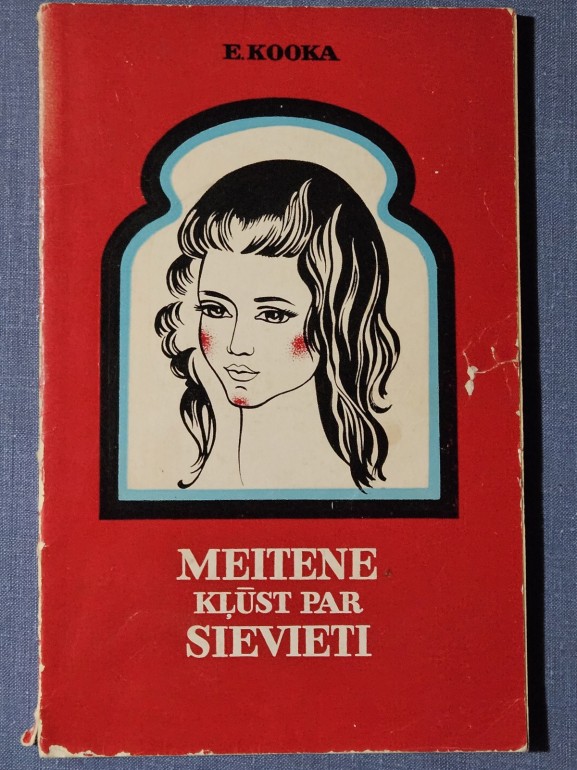 E. KOOKA
MEITENE
KĻŪST PAR
SIEVIETI